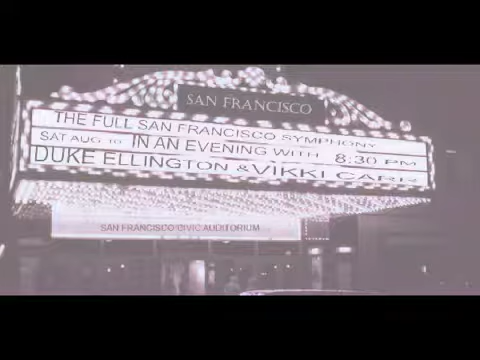 SAN FRANCISCO
THE FULL SAN FRANCISCO SYMPHONY
SAT AUG 10 IN AN EVENING WITH 8:30 PM
DUKE ELLINGTON & VIKKI CARR
SAN FRANCISCO CIVIC AUDITORIUM